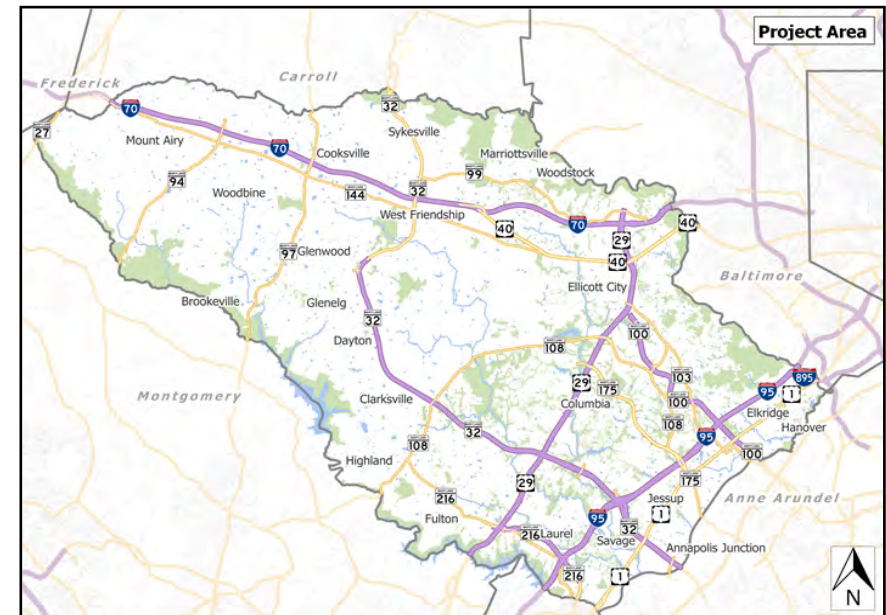 Project Area
Frederick
Carroll
70
32
27
Mount Airy
Sykesville
70
Cooksville
Marriottsville
94
99
Woodstock
Woodbine
144
32
West Friendship
40
70
40
29
97
Glenwood
40
Baltimore
Ellicott City
Brookeville
Glenelg
32
Dayton
100
108
29
103
895
95
175
1
Montgomery
Clarksville
Columbia
100
Elkridge
Hanover
108
32
108
95
100
Highland
175
29
216
Jessup
Anne Arundel
Fulton
95
1
216
Laurel
Savage
32
Annapolis Junction
216
1
N